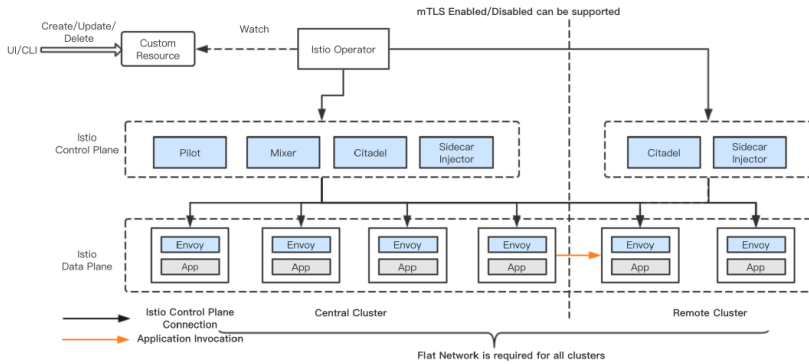 mTLS Enabled/Disabled can be supported
Create/Update/
Delete
UI/CLI
Custom
Resource
Watch
Istio Operator
Istio
Control Plane
Pilot
Mixer
Citadel
Sidecar
Injector
Citadel
Sidecar
Injector
Istio
Data Plane
Envoy
App
Envoy
App
Envoy
App
Envoy
App
Envoy
App
Envoy
App
Istio Control Plane
Connection
Application Invocation
Central Cluster
Remote Cluster
Flat Network is required for all clusters